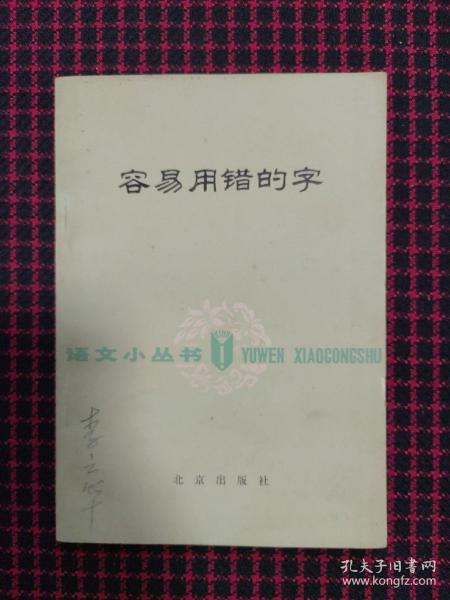 容易用错的字
语文小丛书 YUWEN XIAOCONGSHU
北京出版社
孔夫子旧书网
www.kongfz.com